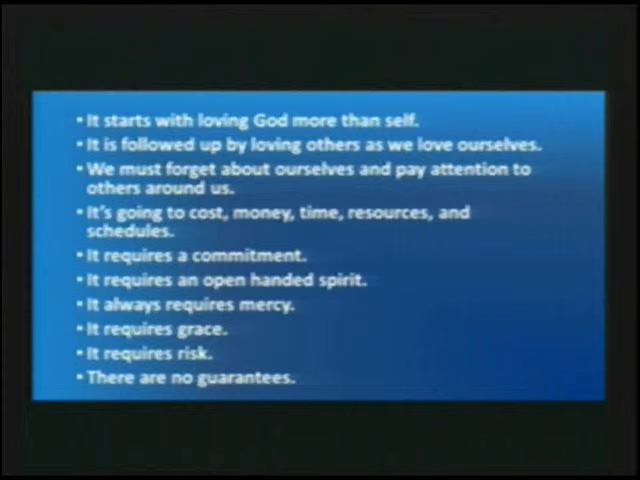 • It starts with loving God more than self.
• It is followed up by loving others as we love ourselves.
• We must forget about ourselves and pay attention to
others around us.
• It's going to cost, money, time, resources, and
schedules.
• It requires a commitment.
• It requires an open handed spirit.
• It always requires mercy.
• It requires grace.
• It requires risk.
• There are no guarantees.